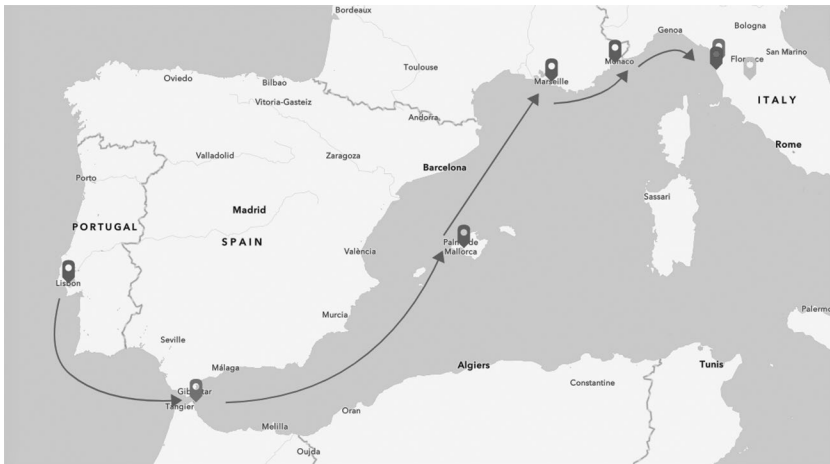 Bordeaux
Bologna
Genoa
San Marino
Monaco
Florence
Toulouse
Oviedo
Bilbao
Marseille
Vitoria-Gasteiz
ITALY
Andorra
Rome
Valladolid
Zaragoza
Barcelona
Porto
Sassari
Madrid
PORTUGAL
SPAIN
Palma de
Mallorca
València
Lisbon
Palermo
Murcia
Seville
Málaga
Algiers
Tunis
Constantine
Gibraltar
Tangier
Oran
Melilla
Oujda